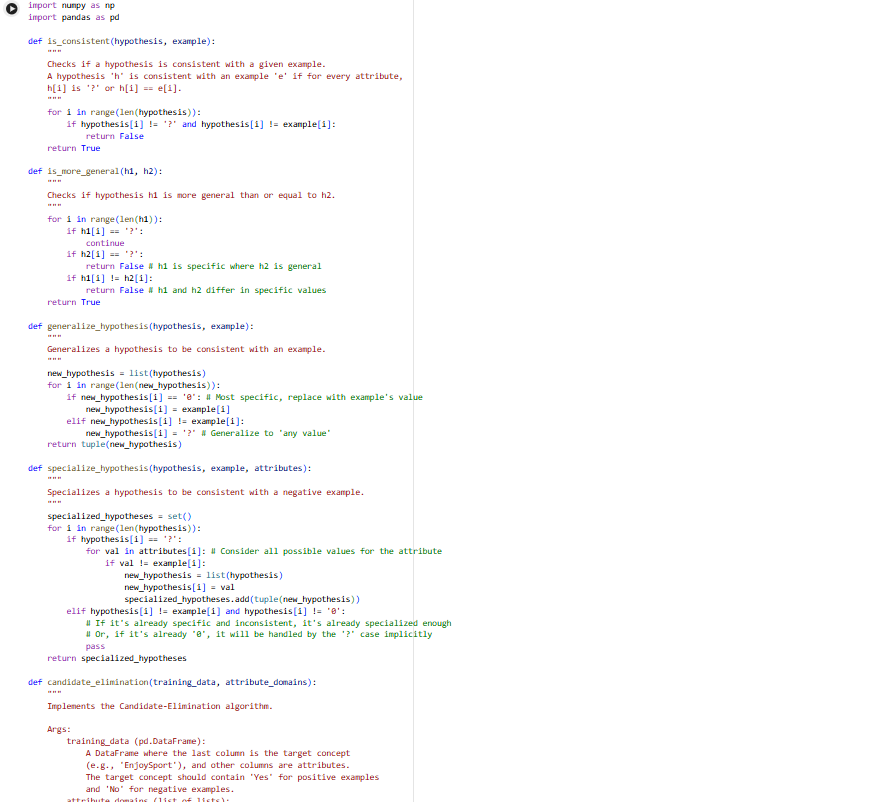 import numpy as np
import pandas as pd

def is_consistent(hypothesis, example):
    """
    Checks if a hypothesis is consistent with a given example.
    A hypothesis 'h' is consistent with an example 'e' if for every attribute,
    h[i] is '?' or h[i] == e[i].
    """
    for i in range(len(hypothesis)):
        if hypothesis[i] != '?' and hypothesis[i] != example[i]:
            return False
    return True

def is_more_general(h1, h2):
    """
    Checks if hypothesis h1 is more general than or equal to h2.
    """
    for i in range(len(h1)):
        if h1[i] == '?':
            continue
        if h2[i] == '?':
            return False # h1 is specific where h2 is general
        if h1[i] != h2[i]:
            return False # h1 and h2 differ in specific values
    return True

def generalize_hypothesis(hypothesis, example):
    """
    Generalizes a hypothesis to be consistent with an example.
    """
    new_hypothesis = list(hypothesis)
    for i in range(len(new_hypothesis)):
        if new_hypothesis[i] == '0': # Most specific, replace with example's value
            new_hypothesis[i] = example[i]
        elif new_hypothesis[i] != example[i]:
            new_hypothesis[i] = '?' # Generalize to 'any value'
    return tuple(new_hypothesis)

def specialize_hypothesis(hypothesis, example, attributes):
    """
    Specializes a hypothesis to be consistent with a negative example.
    """
    specialized_hypotheses = set()
    for i in range(len(hypothesis)):
        if hypothesis[i] == '?':
            for val in attributes[i]: # Consider all possible values for the attribute
                if val != example[i]:
                    new_hypothesis = list(hypothesis)
                    new_hypothesis[i] = val
                    specialized_hypotheses.add(tuple(new_hypothesis))
        elif hypothesis[i] != example[i] and hypothesis[i] != '0':
            # If it's already specific and inconsistent, it's already specialized enough
            # Or, if it's already '0', it will be handled by the '?' case implicitly
            pass
    return specialized_hypotheses

def candidate_elimination(training_data, attribute_domains):
    """
    Implements the Candidate-Elimination algorithm.

    Args:
        training_data (pd.DataFrame):
            A DataFrame where the last column is the target concept
            (e.g., 'EnjoySport'), and other columns are attributes.
            The target concept should contain 'Yes' for positive examples
            and 'No' for negative examples.
        attribute_domains (list of lists):